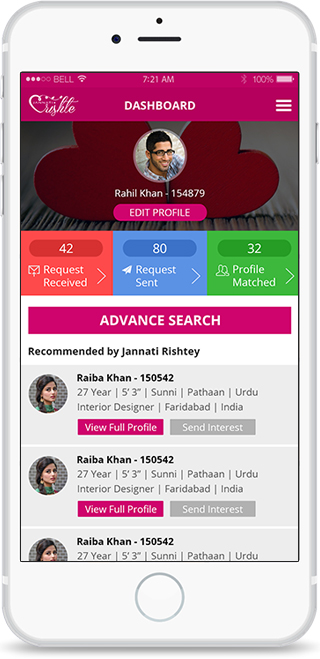 BELL 7:21 AM 100%
Rishte DASHBOARD
Rahil Khan - 154879
EDIT PROFILE
42 80 32
Request Received
Request Sent
Profile Matched
ADVANCE SEARCH
Recommended by Jannati Rishtey
Raiba Khan - 150542
27 Year | 5’ 3” | Sunni | Pathaan | Urdu
Interior Designer | Faridabad | India
View Full Profile Send Interest
Raiba Khan - 150542
27 Year | 5’ 3” | Sunni | Pathaan | Urdu
Interior Designer | Faridabad | India
View Full Profile Send Interest
Raiba Khan - 150542
27 Year | 5’ 3” | Sunni | Pathaan | Urdu